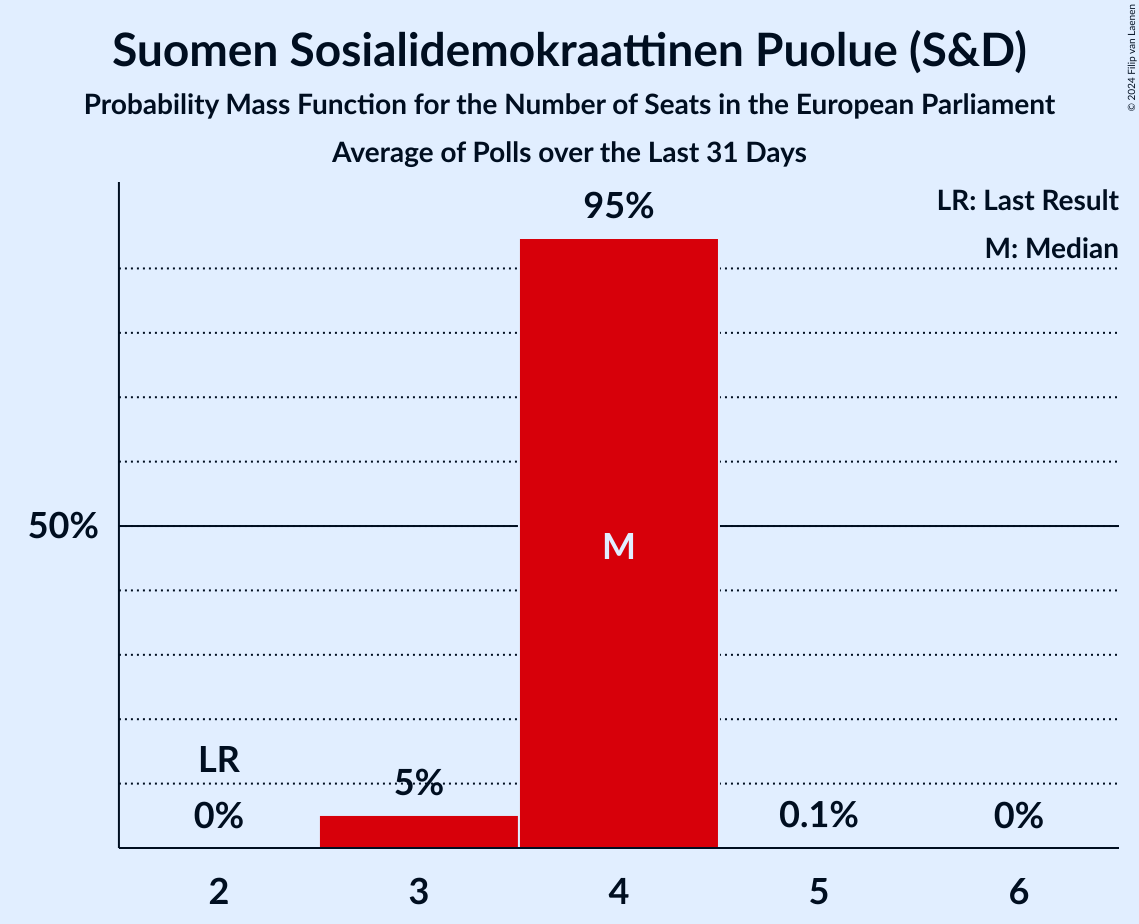 Suomen Sosialidemokraattinen Puolue (S&D)
Probability Mass Function for the Number of Seats in the European Parliament
Average of Polls over the Last 31 Days
© 2024 Filip van Laenen
LR: Last Result
M: Median
95%
50%
M
LR
0%
5%
0.1%
0%
2
3
4
5
6